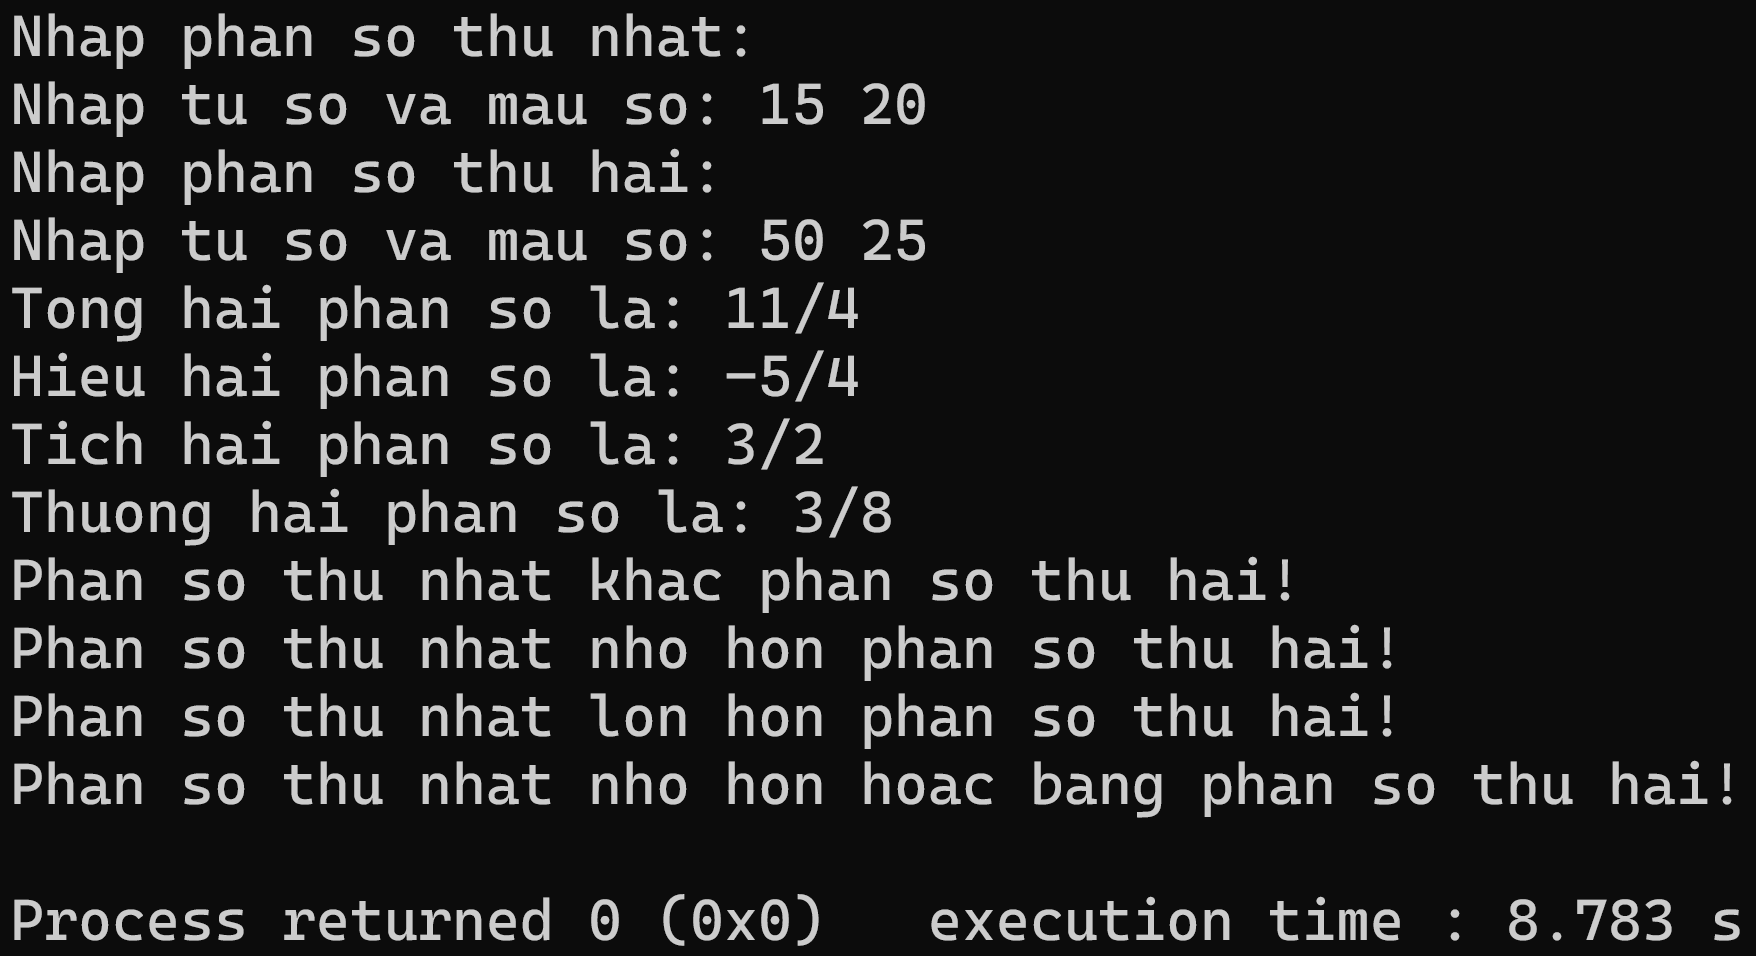 Nhap phan so thu nhat:
Nhap tu so va mau so: 15 20
Nhap phan so thu hai:
Nhap tu so va mau so: 50 25
Tong hai phan so la: 11/4
Hieu hai phan so la: -5/4
Tich hai phan so la: 3/2
Thuong hai phan so la: 3/8
Phan so thu nhat khac phan so thu hai!
Phan so thu nhat nho hon phan so thu hai!
Phan so thu nhat lon hon phan so thu hai!
Phan so thu nhat nho hon hoac bang phan so thu hai!
Process returned 0 (0x0)   execution time : 8.783 s